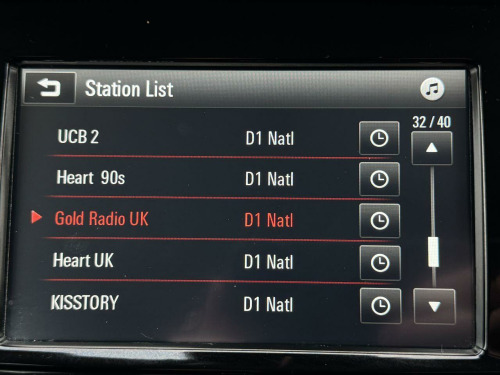 Station List
32 / 40
UCB 2 D1 Natl
Heart 90s D1 Natl
Gold Radio UK D1 Natl
Heart UK D1 Natl
KISSTORY D1 Natl